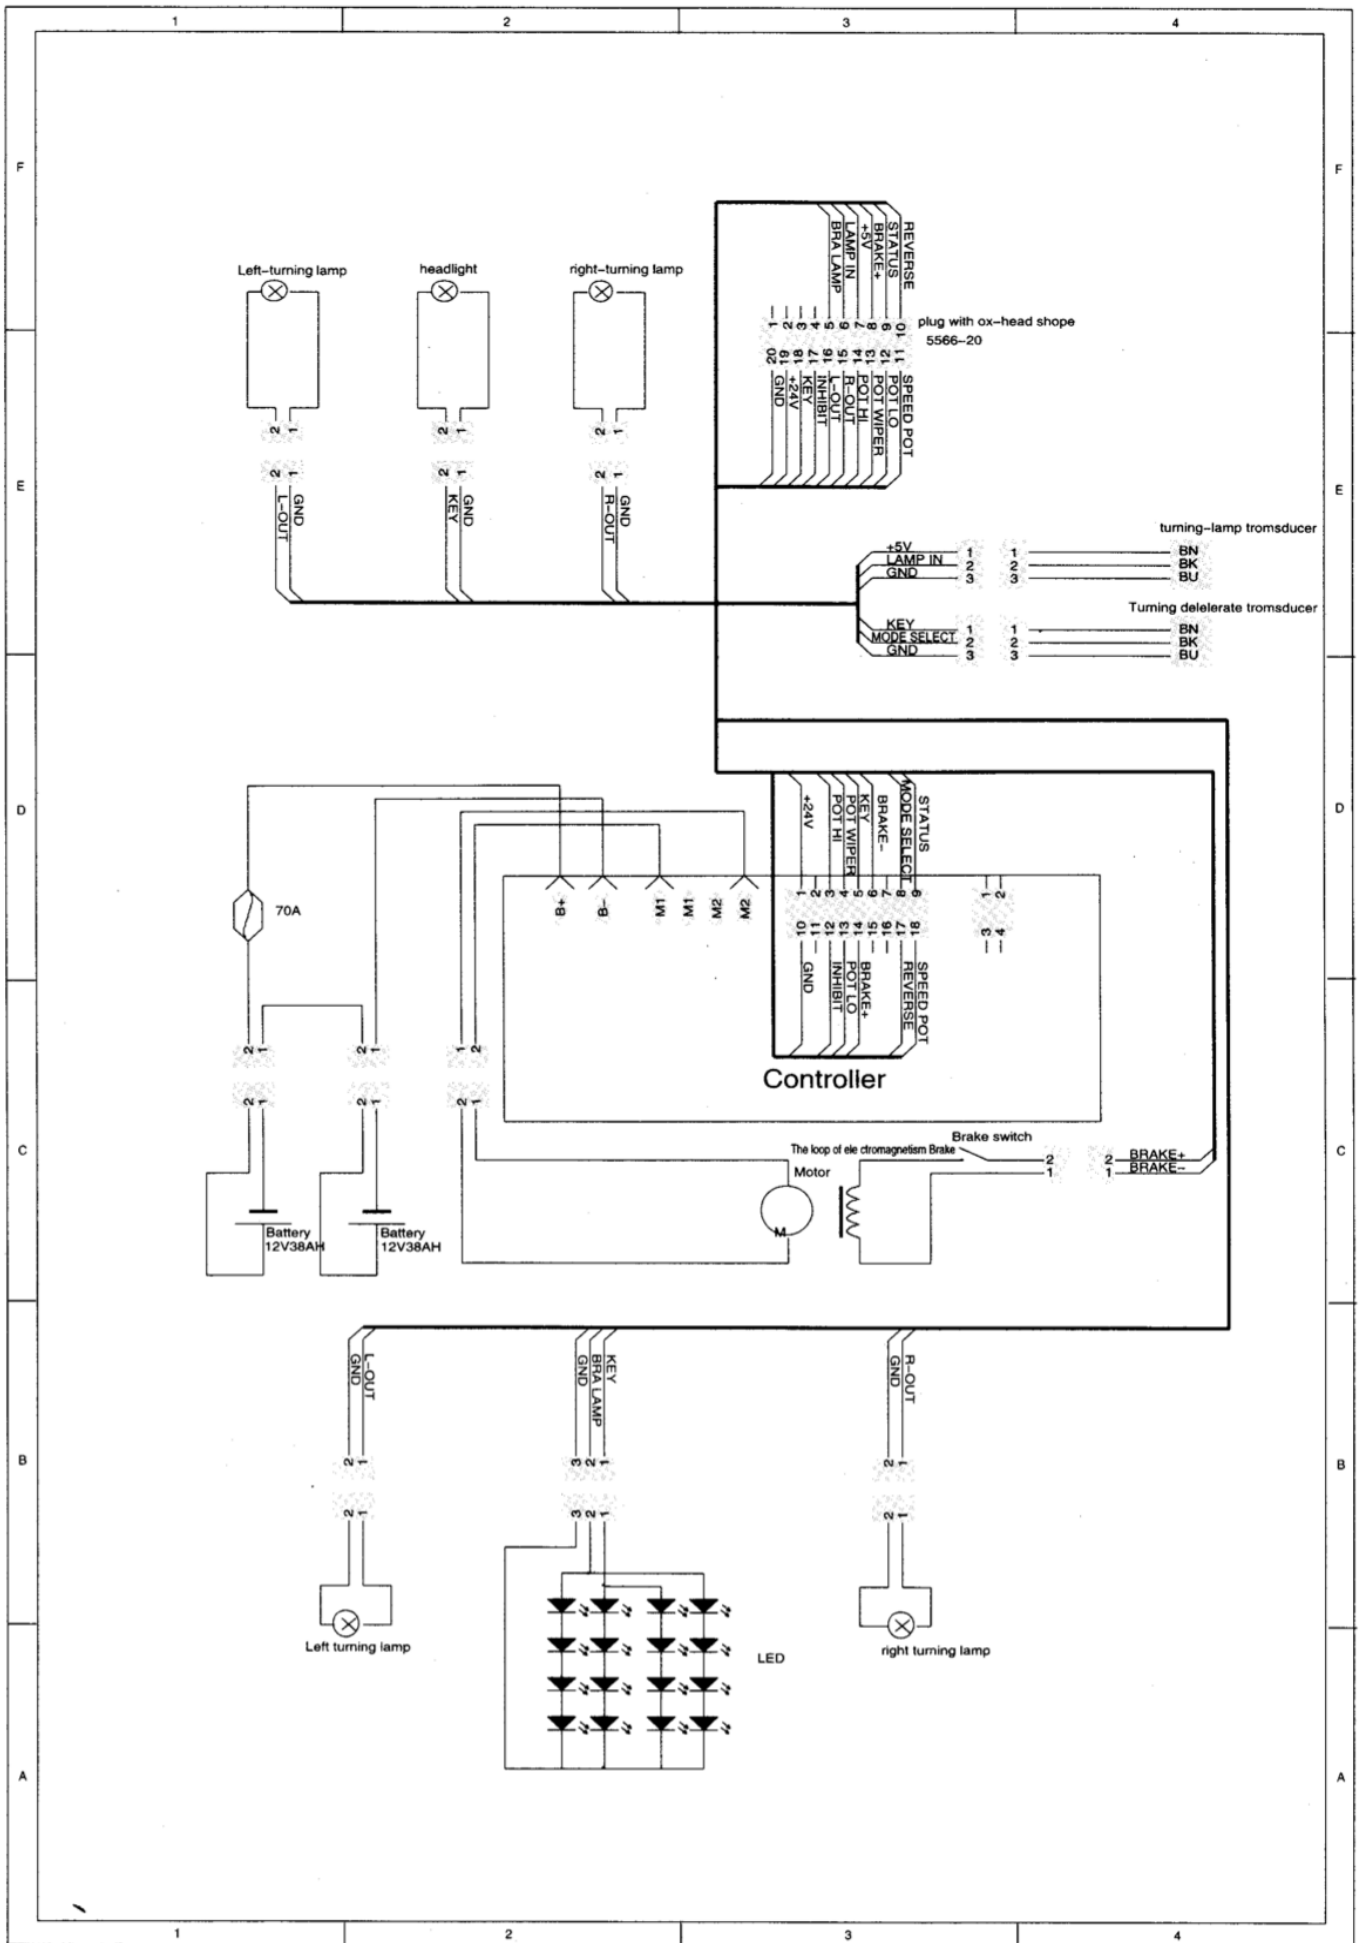 1 2 3 4
F F
REVERSE
STATUS
BRAKE+
+5V
LAMP IN
BRA LAMP
Left-turning lamp headlight right-turning lamp
1 2 3 4 5 6 7 8 9 10
plug with ox-head shope
5566-20
20 19 18 17 16 15 14 13 12 11
SPEED POT
POT LO
POT WIPER
POT HI
R-OUT
L-OUT
INHIBIT
KEY
+24V
GND
2 1 2 1 2 1
2 1 2 1 2 1
E E
GND
L-OUT
GND
KEY
GND
R-OUT
turning-lamp tromsducer
+5V 1 1 BN
LAMP IN 2 2 BK
GND 3 3 BU
Turning delelerate tromsducer
KEY 1 1 BN
MODE SELECT 2 2 BK
GND 3 3 BU
D D
STATUS
MODE SELECT
BRAKE-
KEY
POT WIPER
POT HI
+24V
70A
B+ B- M1 M1 M2 M2
1 2 3 4 5 6 7 8 9
1 2
10 11 12 13 14 15 16 17 18
3 4
SPEED POT
REVERSE
BRAKE+
POT LO
INHIBIT
GND
2 1 2 1 1 2
2 1 2 1 2 1
Controller
C C
Brake switch
The loop of ele ctromagnetism Brake
2 2 BRAKE+
1 1 BRAKE-
Motor
M
Battery
12V38AH
Battery
12V38AH
L-OUT
GND
KEY
BRA LAMP
GND
R-OUT
GND
B B
2 1 3 2 1 2 1
2 1 3 2 1 2 1
Left turning lamp
LED
right turning lamp
A A
1 2 3 4